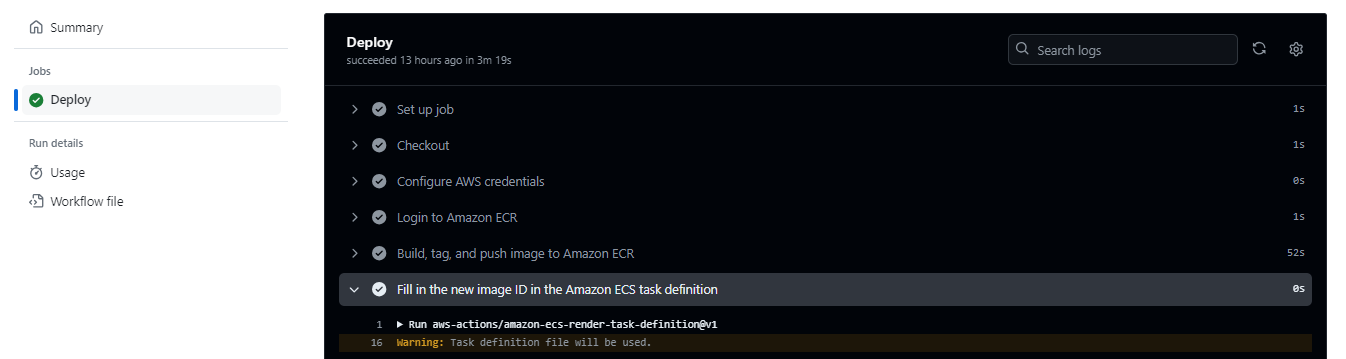 Summary
Jobs
Deploy
Run details
Usage
Workflow file
Deploy
succeeded 13 hours ago in 3m 19s
Search logs
Set up job 1s
Checkout 1s
Configure AWS credentials 0s
Login to Amazon ECR 1s
Build, tag, and push image to Amazon ECR 52s
Fill in the new image ID in the Amazon ECS task definition 0s
1 Run aws-actions/amazon-ecs-render-task-definition@v1
16 Warning: Task definition file will be used.